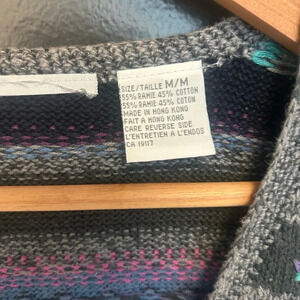 SIZE/TAILLE M/M
55% RAMIE 45% COTTON
55% RAMIE 45% COTON
MADE IN HONG KONG
FAIT A HONG KONG
CARE REVERSE SIDE
L'ENTRETIEN A L'ENDOS
CA 19117